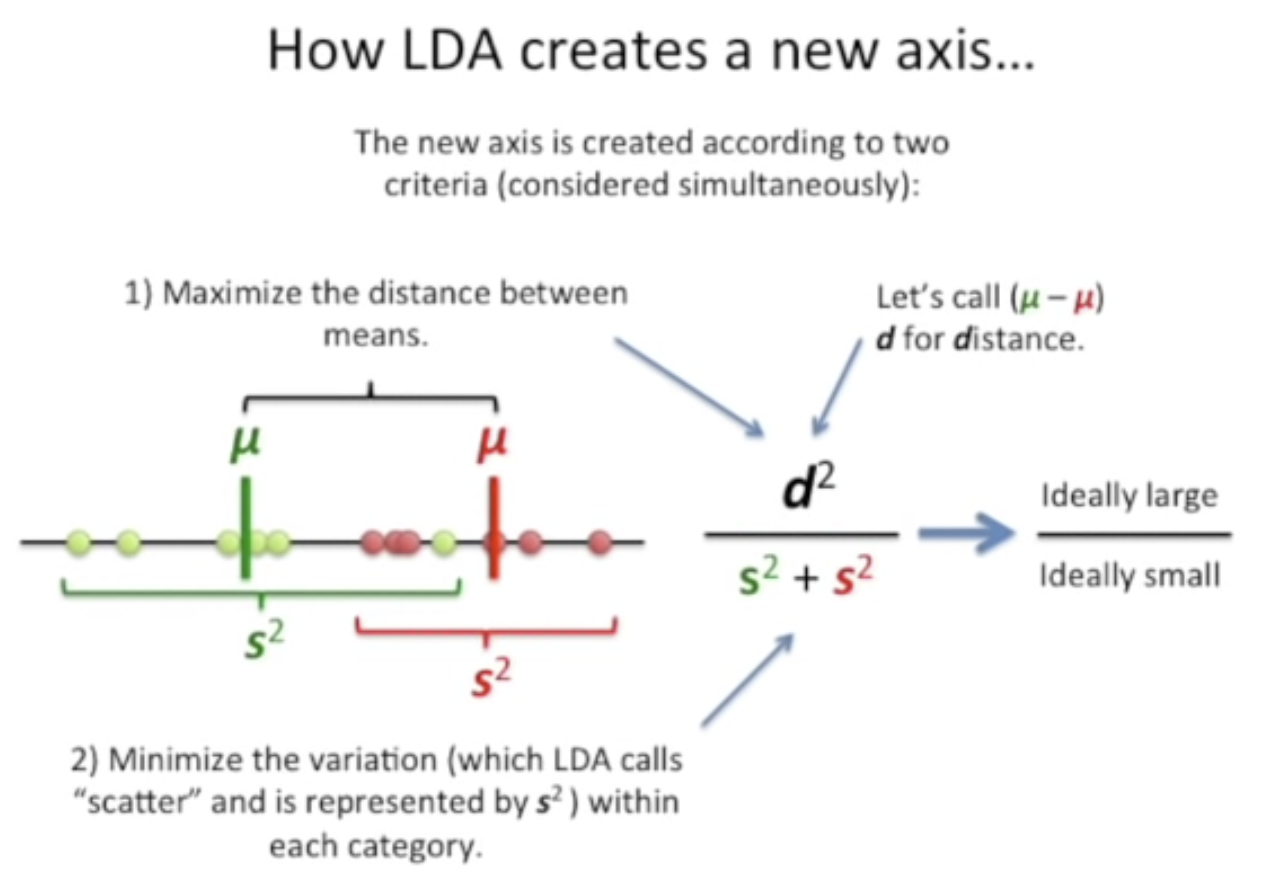 How LDA creates a new axis...
The new axis is created according to two
criteria (considered simultaneously):
1) Maximize the distance between
means.
Let's call (μ – μ)
d for distance.
μ
μ
d²
s² + s²
Ideally large
Ideally small
s²
s²
2) Minimize the variation (which LDA calls
“scatter” and is represented by s² ) within
each category.